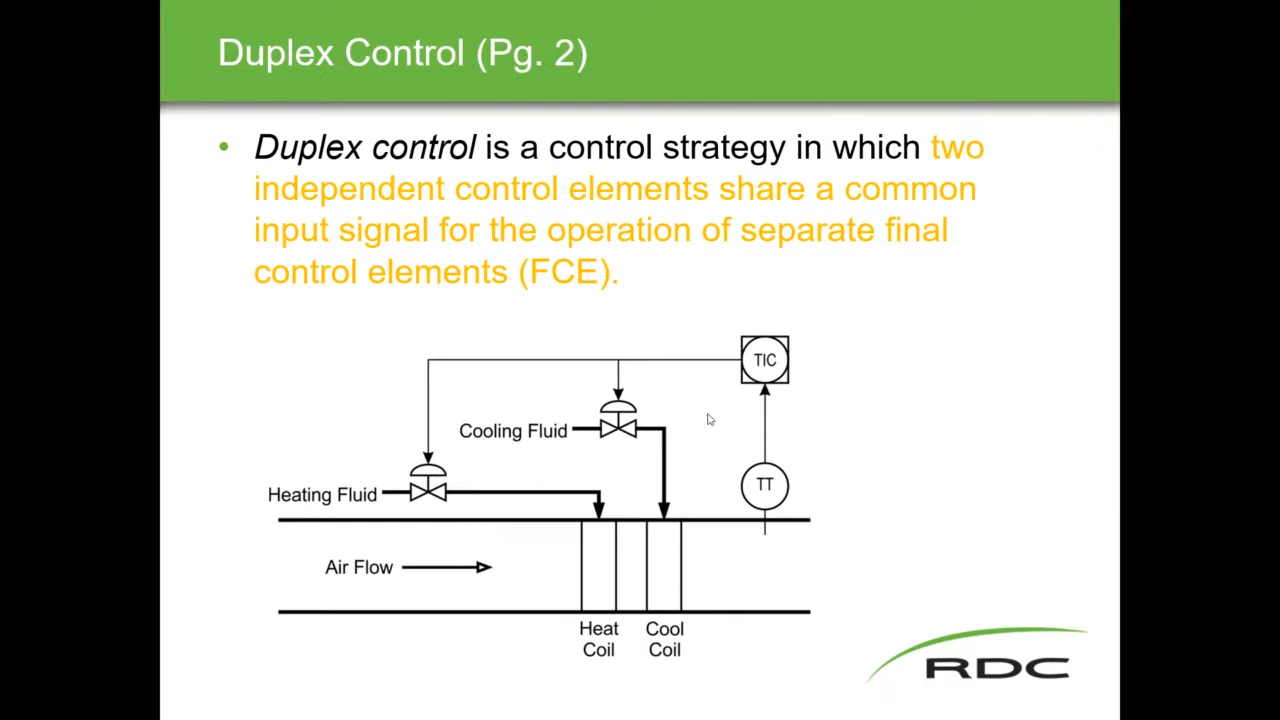 Duplex Control (Pg. 2)
• Duplex control is a control strategy in which two
independent control elements share a common
input signal for the operation of separate final
control elements (FCE).
TIC
Cooling Fluid
TT
Heating Fluid
Air Flow
Heat
Coil
Cool
Coil
RDC